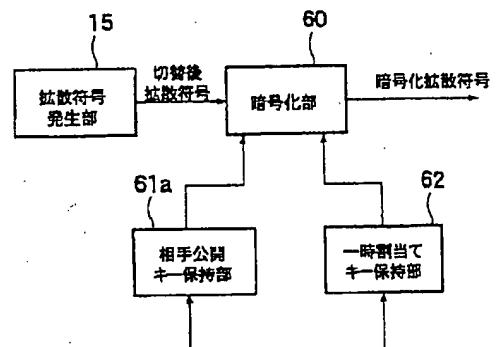 15
60
拡散符号
発生部
切替後
拡散符号
暗号化部
暗号化拡散符号
61a
62
相手公開
キー保持部
一時割当て
キー保持部